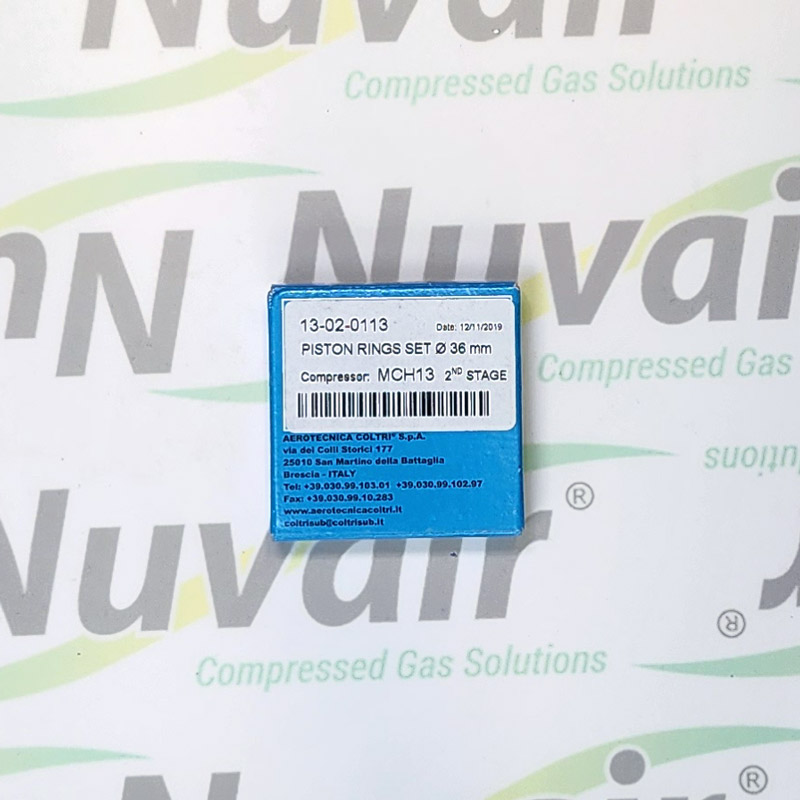 Nuvair
Compressed Gas Solutions
Nuvair
Compressed Gas
13-02-0113 Date: 12/11/2019
PISTON RINGS SET Ø 36 mm
Compressor: MCH13 2ND STAGE
AEROTECNICA COLTRI® S.p.A.
via dei Colli Storici 177
25010 San Martino della Battaglia
Brescia - ITALY
Tel: +39.030.99.103.01 +39.030.99.102.97
Fax: +39.030.99.10.283
www.aerotecnicacoltri.it
coltrisub@coltrisub.it
Nuvair®
Compressed Gas Solutions
®
Nuvair®